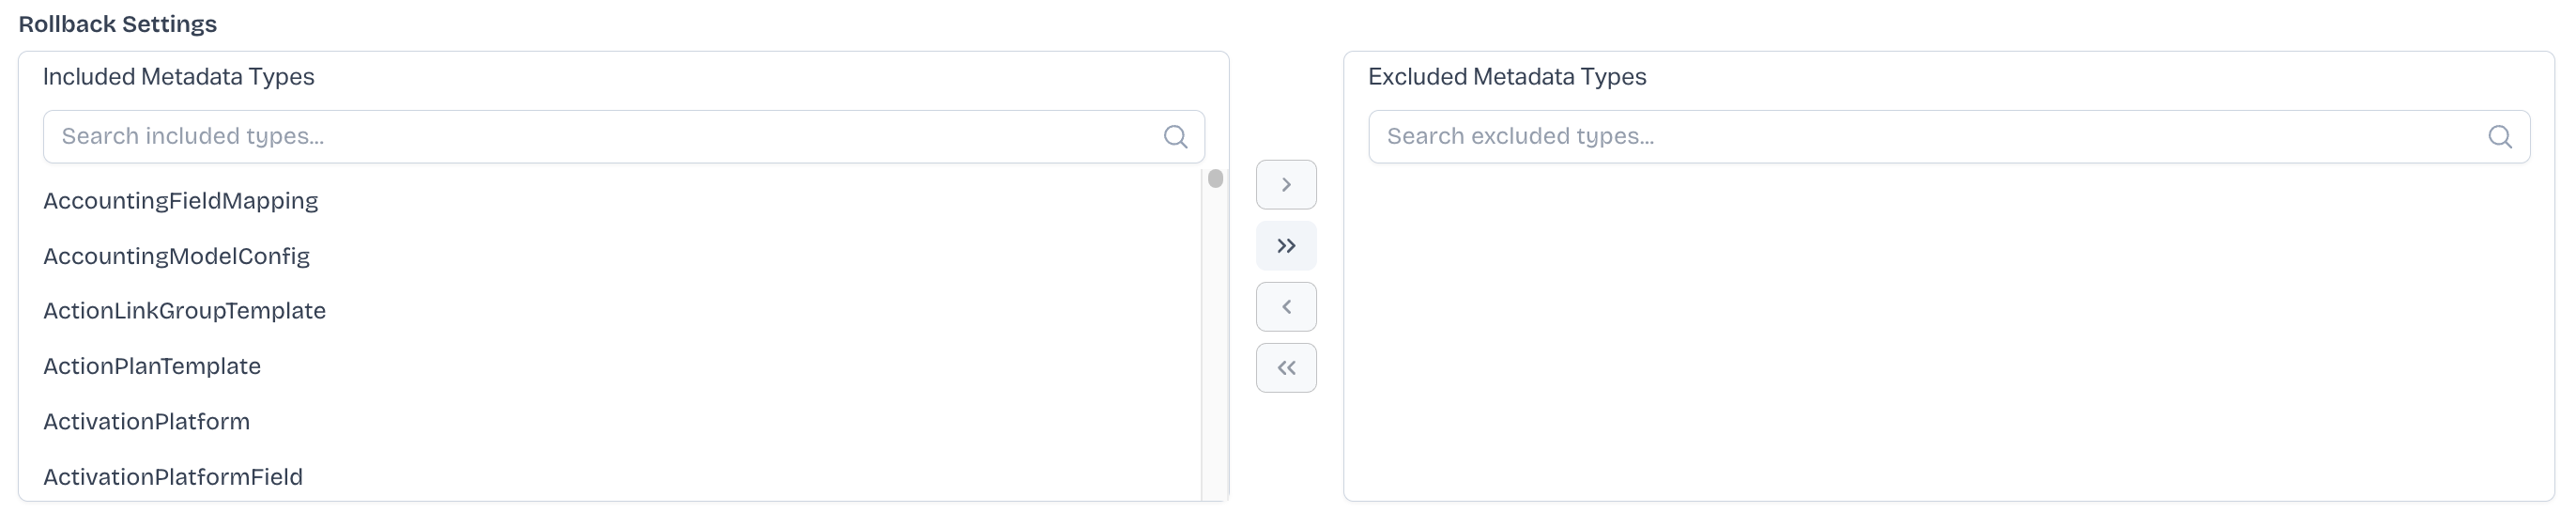 Rollback Settings
Included Metadata Types
Search included types...
AccountingFieldMapping
AccountingModelConfig
ActionLinkGroupTemplate
ActionPlanTemplate
ActivationPlatform
ActivationPlatformField
Excluded Metadata Types
Search excluded types...